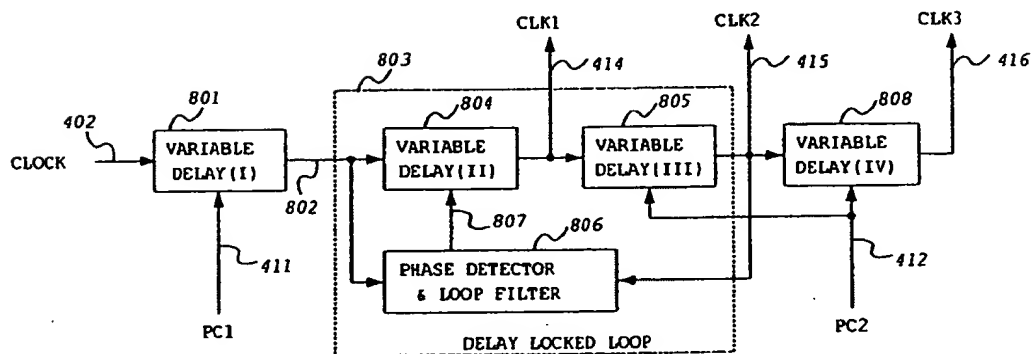 CLK1
CLK2
CLK3
803
414
415
416
801
804
805
808
402
CLOCK
VARIABLE
DELAY(I)
VARIABLE
DELAY(II)
VARIABLE
DELAY(III)
VARIABLE
DELAY(IV)
802
807
806
411
412
PHASE DETECTOR
& LOOP FILTER
PC1
PC2
DELAY LOCKED LOOP